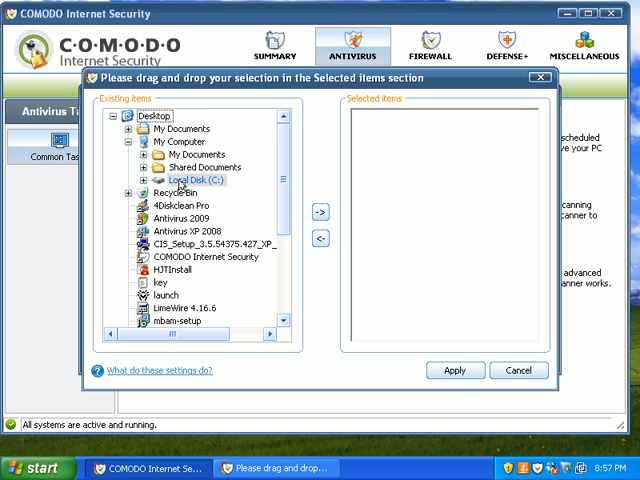 COMODO Internet Security
C·O·M·O·D·O
Internet Security
SUMMARY
ANTIVIRUS
FIREWALL
DEFENSE+
MISCELLANEOUS
Please drag and drop your selection in the Selected items section
Antivirus Ta
Common Tas
Existing items
Desktop
My Documents
My Computer
My Documents
Shared Documents
Local Disk (C:)
Recycle Bin
4Diskclean Pro
Antivirus 2009
Antivirus XP 2008
CIS_Setup_3.5.54375.427_XP_
COMODO Internet Security
HJTInstall
key
launch
LimeWire 4.16.6
mbam-setup
->
<-
Selected items
scheduled
ve your PC
canning
anner to
advanced
anner works.
What do these settings do?
Apply
Cancel
All systems are active and running.
start
COMODO Internet Se...
Please drag and drop...
8:57 PM